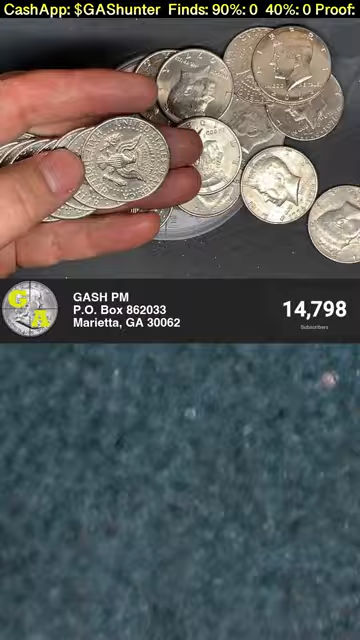 CashApp: $GAShunter Finds: 90%: 0 40%: 0 Proof:
GASH PM
P.O. Box 862033
Marietta, GA 30062
G
A
14,798
Subscribers